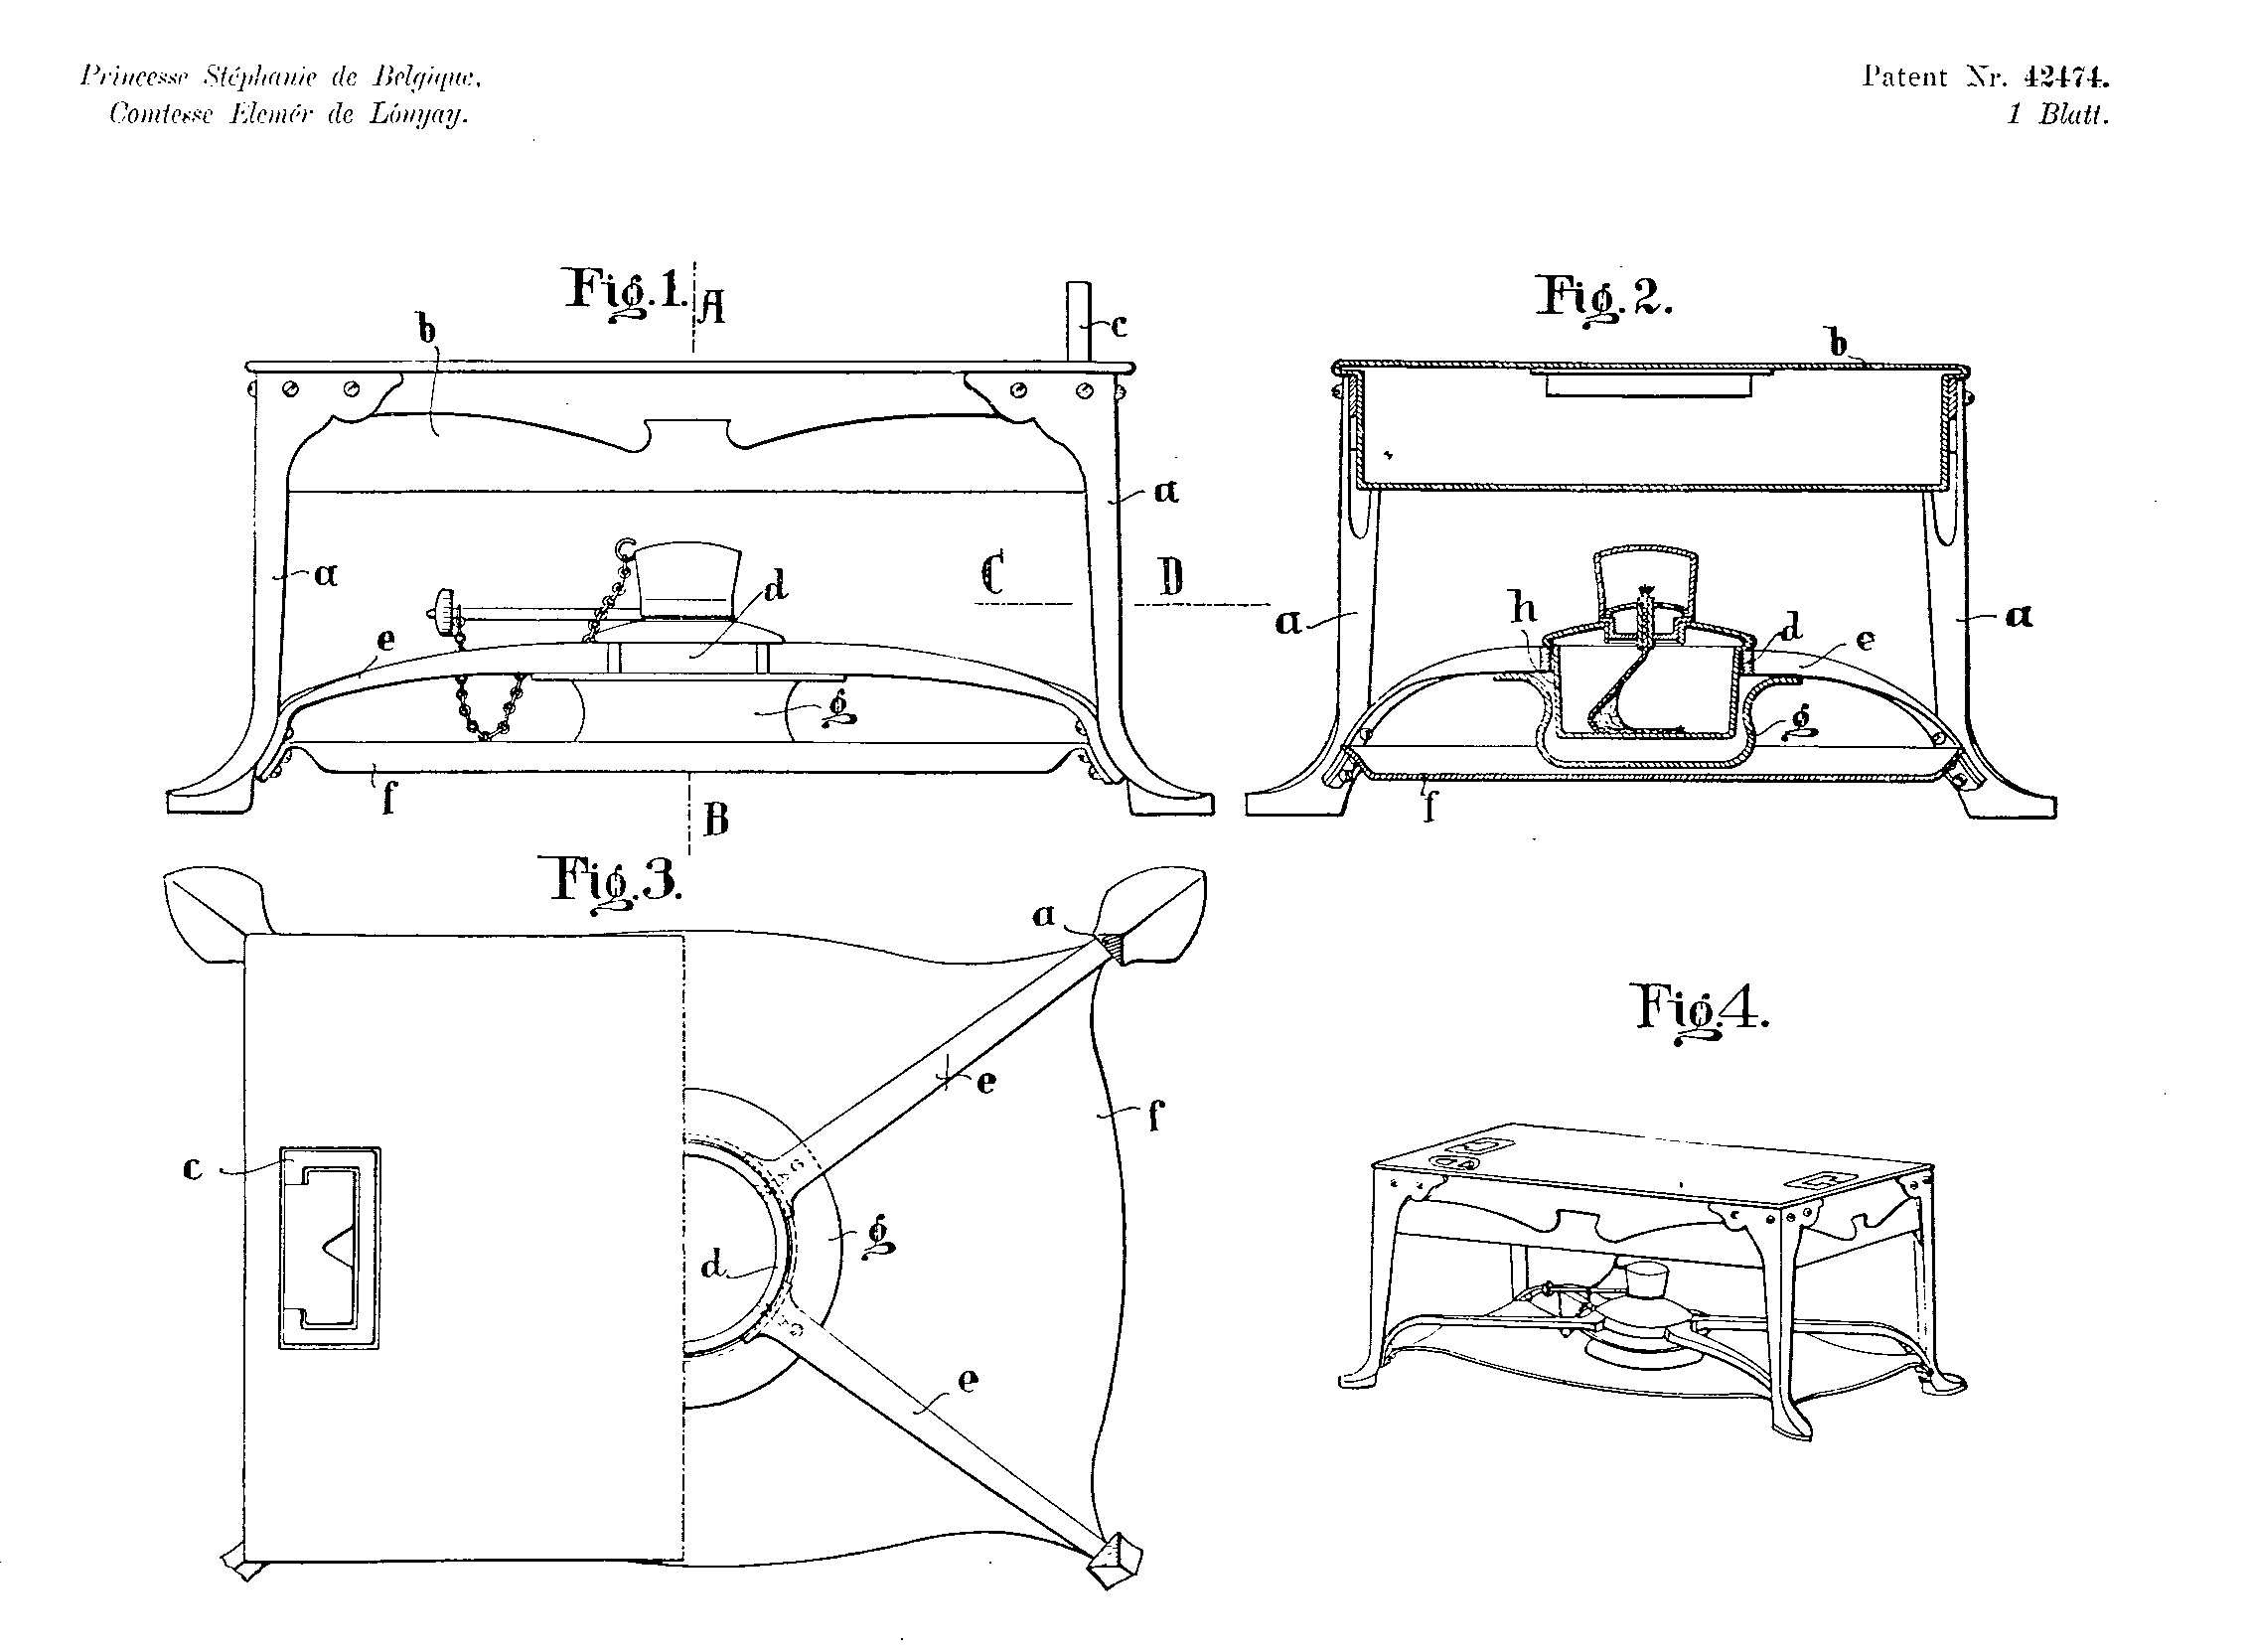 Princesse Stéphanie de Belgique,
Comtesse Elemér de Lónyay.
Patent Nr. 42474.
1 Blatt.
Fig. 1.
A
b
c
a
a
C
D
d
e
g
f
B
Fig. 2.
b
h
a
d
e
a
g
f
Fig. 3.
a
e
f
c
g
d
e
Fig. 4.